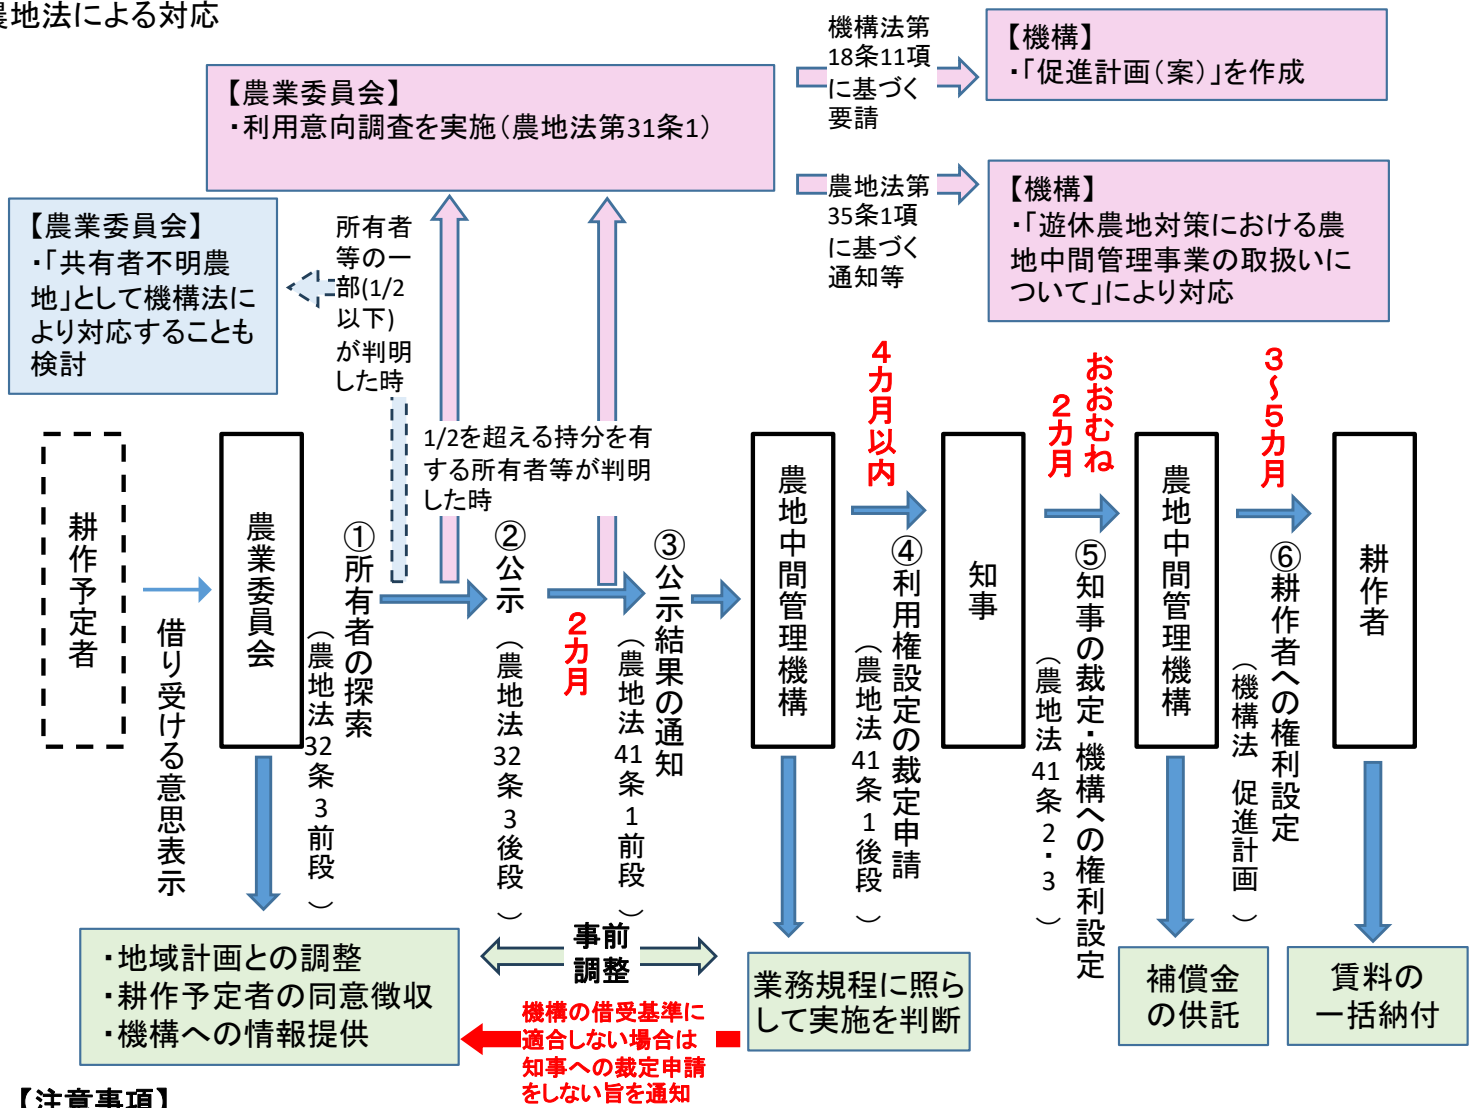 農地法による対応
【農業委員会】
・利用意向調査を実施（農地法第31条1）
機構法第
18条11項
に基づく
要請
【機構】
・「促進計画（案）」を作成
農地法第
35条1項
に基づく
通知等
【機構】
・「遊休農地対策における農
地中間管理事業の取扱いに
ついて」により対応
【農業委員会】
・「共有者不明農
地」として機構法に
より対応することも
検討
所有者
等の一
部(1/2
以下)
が判明
した時
1/2を超える持分を有
する所有者等が判明
した時
耕作予定者
借り受ける意思表示
農業委員会
①所有者の探索
（農地法32条3前段）
②公示
（農地法32条3後段）
2カ月
③公示結果の通知
（農地法41条1前段）
農地中間管理機構
4カ月以内
④利用権設定の裁定申請
（農地法41条1後段）
知事
おおむね
2カ月
⑤知事の裁定・機構への権利設定
（農地法41条2・3）
農地中間管理機構
3～5カ月
⑥耕作者への権利設定
（機構法 促進計画）
耕作者
・地域計画との調整
・耕作予定者の同意徴収
・機構への情報提供
事前
調整
機構の借受基準に
適合しない場合は
知事への裁定申請
をしない旨を通知
業務規程に照ら
して実施を判断
補償金
の供託
賃料の
一括納付
【注意事項】